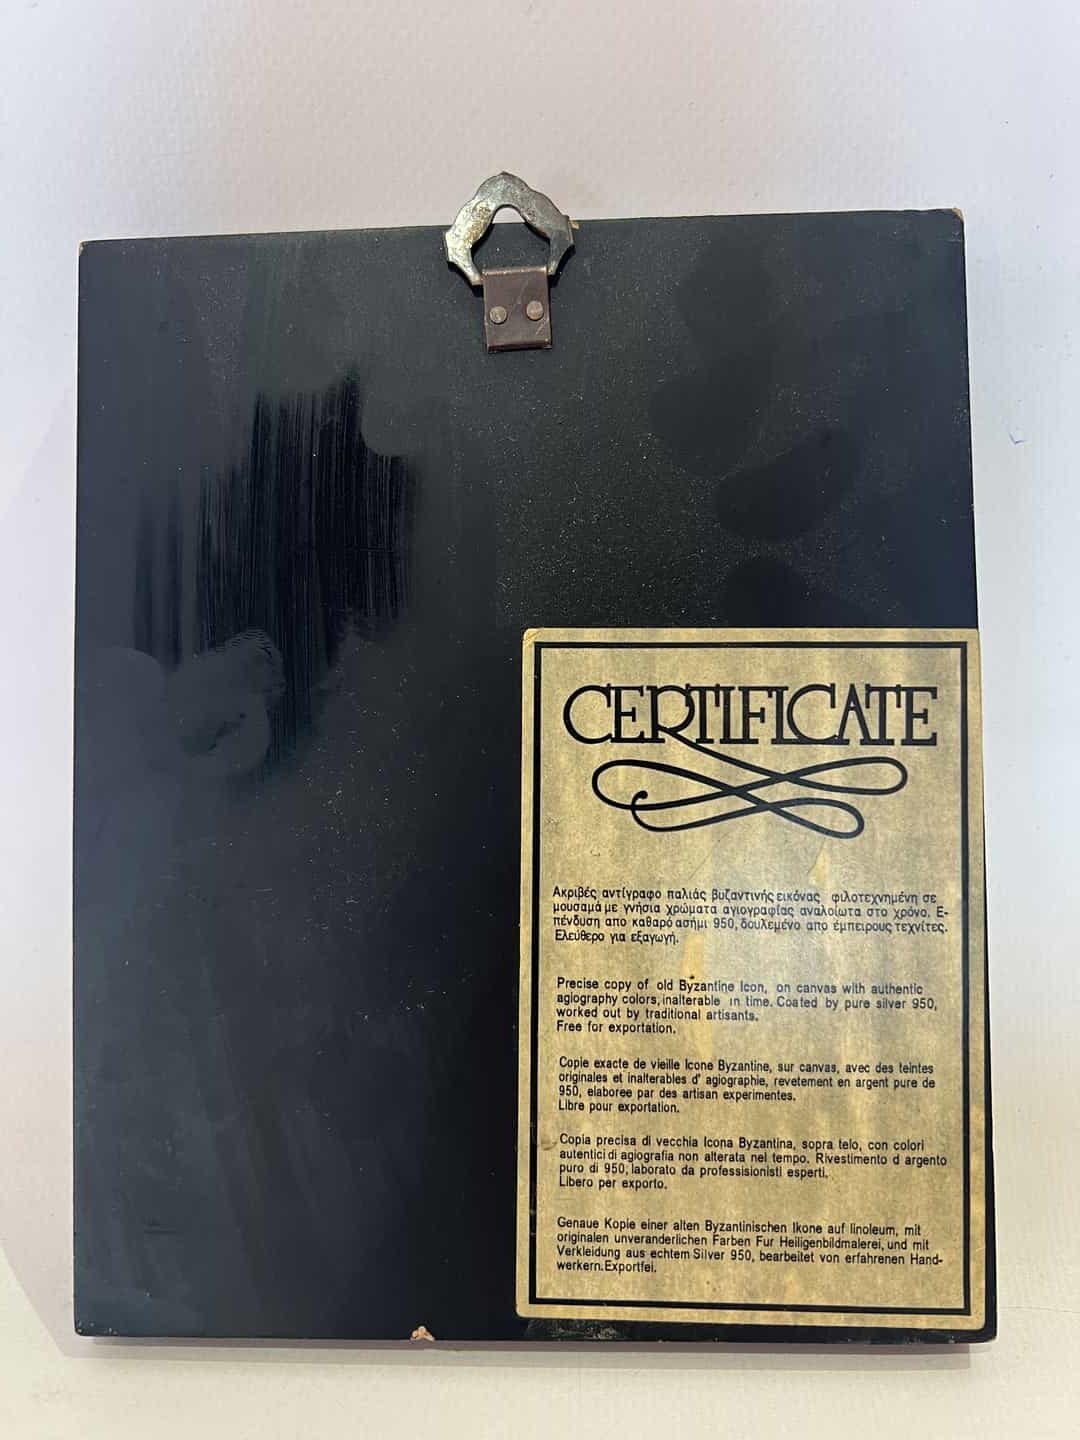 CERTIFICATE
Ακριβές αντίγραφο παλιάς βυζαντινής εικόνας φιλοτεχνημένη σε
μουσαμά με γνήσια χρώματα αγιογραφίας αναλοίωτα στο χρόνο. Ε-
πένδυση απο καθαρό ασήμι 950, δουλεμένο απο έμπειρους τεχνίτες.
Ελεύθερο για εξαγωγή.
Precise copy of old Byzantine Icon, on canvas with authentic
agiography colors, inalterable in time. Coated by pure silver 950,
worked out by traditional artisants.
Free for exportation.
Copie exacte de vieille Icone Byzantine, sur canvas, avec des teintes
originales et inalterables d' agiographie, revetement en argent pure de
950, elaboree par des artisan experimentes.
Libre pour exportation.
Copia precisa di vecchia Icona Byzantina, sopra telo, con colori
autentici di agiografia non alterata nel tempo. Rivestimento d argento
puro di 950, laborato da professisionisti esperti.
Libero per exporto.
Genaue Kopie einer alten Byzantinischen Ikone auf linoleum, mit
originalen unveranderlichen Farben Fur Heiligenbildmalerei, und mit
Verkleidung aus echtem Silver 950, bearbeitet von erfahrenen Hand-
werkern. Exportfei.